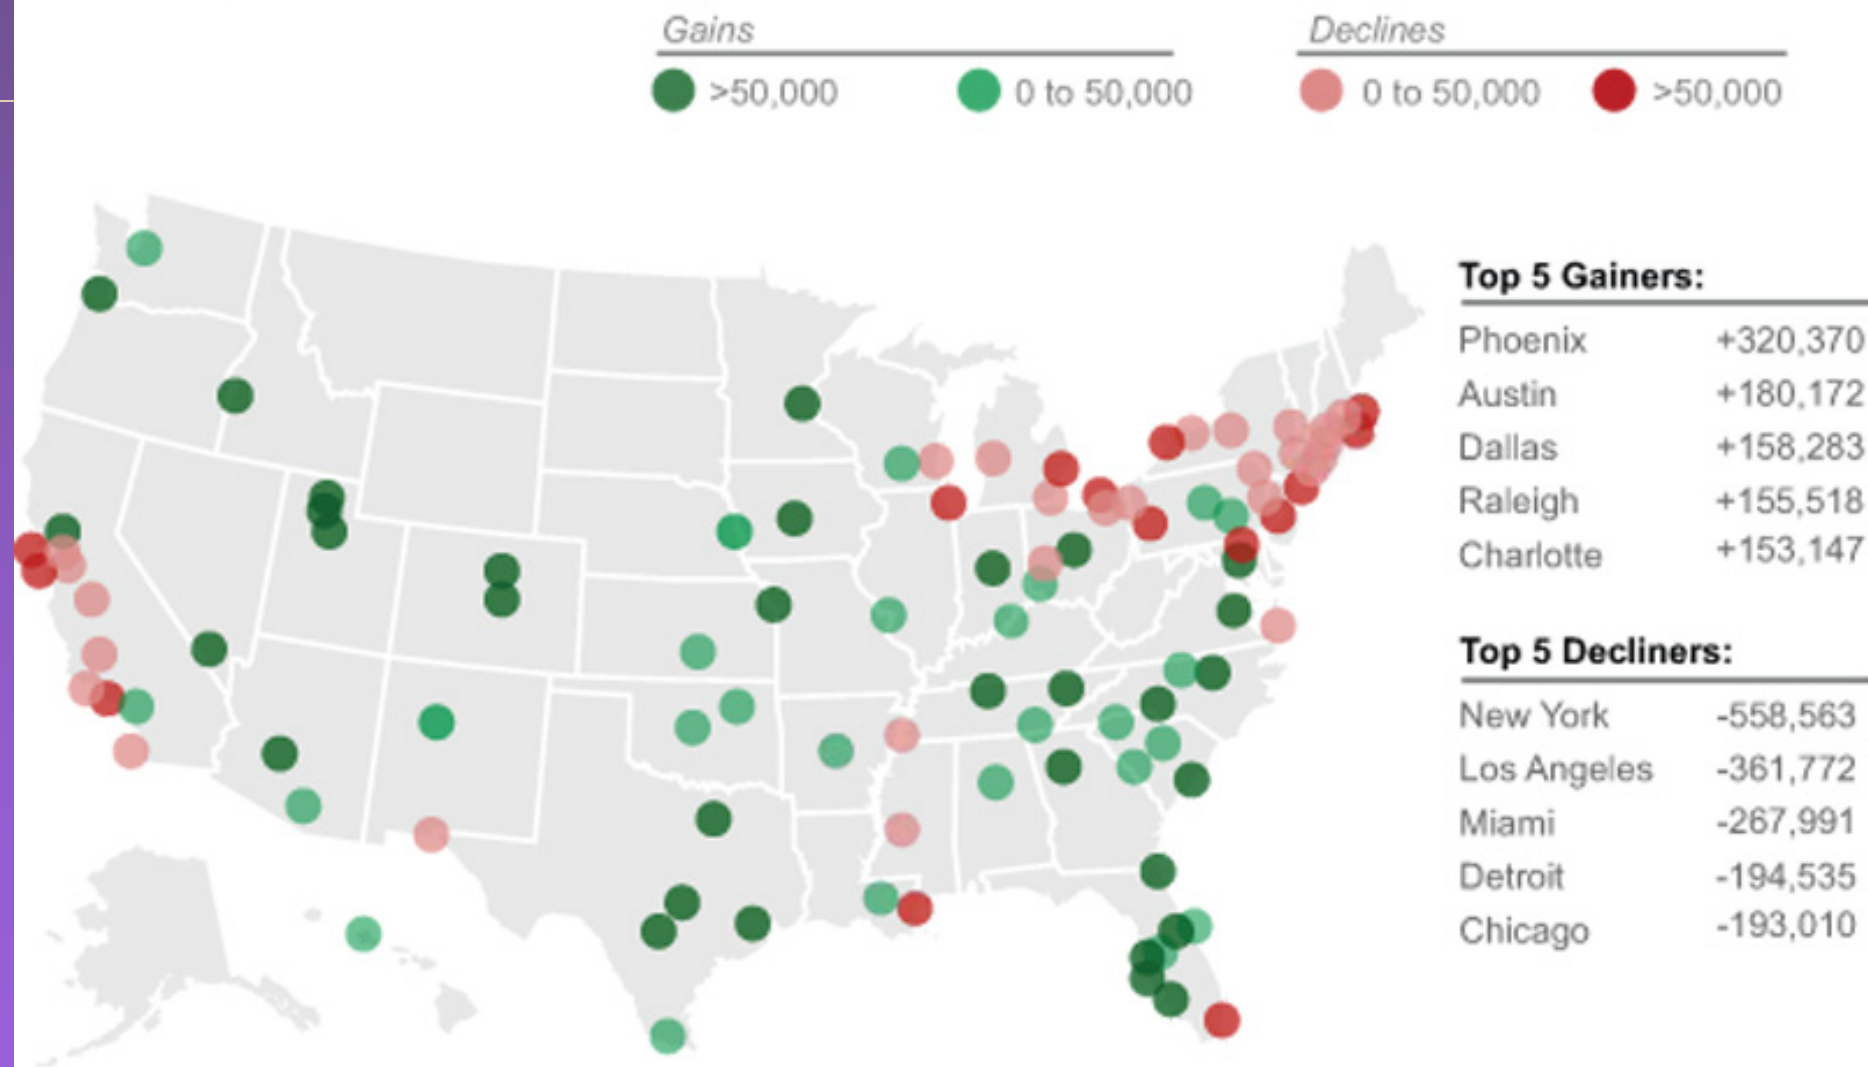 Gains Declines
>50,000 0 to 50,000 0 to 50,000 >50,000
Top 5 Gainers:
Phoenix +320,370
Austin +180,172
Dallas +158,283
Raleigh +155,518
Charlotte +153,147
Top 5 Decliners:
New York -558,563
Los Angeles -361,772
Miami -267,991
Detroit -194,535
Chicago -193,010